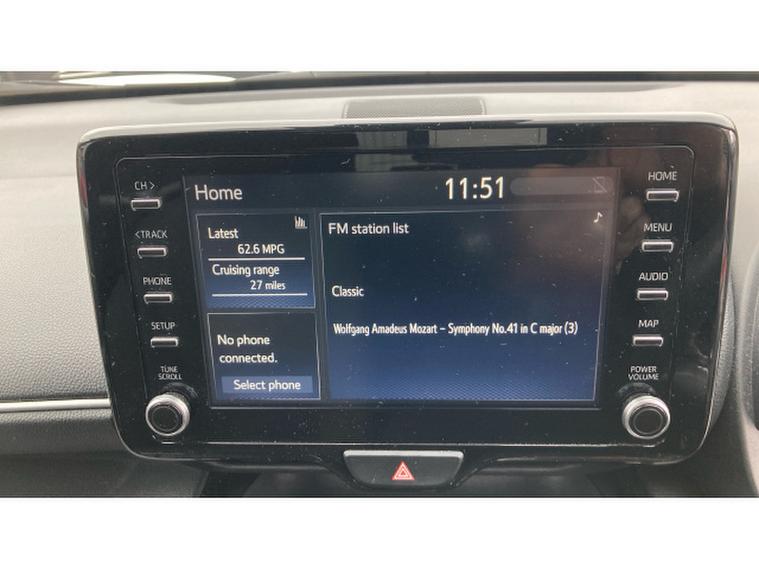 CH >
<TRACK
PHONE
SETUP
TUNE
SCROLL
Home
11:51
Latest
62.6 MPG
Cruising range
27 miles
No phone
connected.
Select phone
FM station list
Classic
Wolfgang Amadeus Mozart – Symphony No.41 in C major (3)
HOME
MENU
AUDIO
MAP
POWER
VOLUME